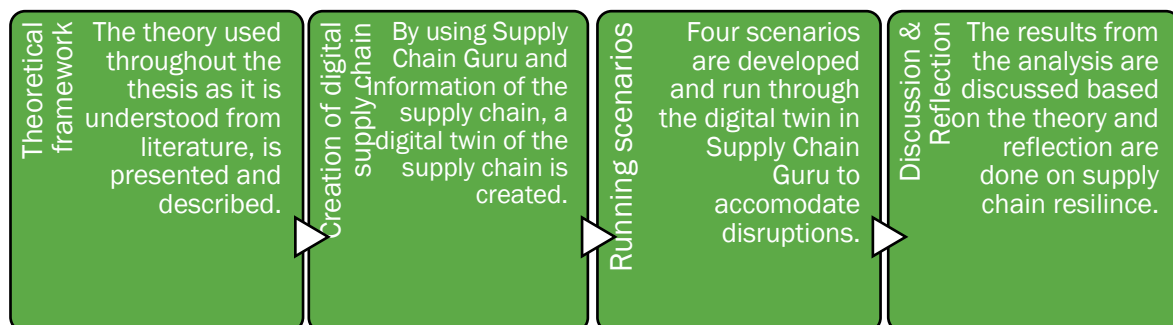 Theoretical
framework
The theory used
throughout the
thesis as it is
understood from
literature, is
presented and
described.
Creation of digital
supply chain
By using Supply
Chain Guru and
information of the
supply chain, a
digital twin of the
supply chain is
created.
Running scenarios
Four scenarios
are developed
and run through
the digital twin in
Supply Chain
Guru to
accomodate
disruptions.
Discussion &
Reflection
The results from
the analysis are
discussed based
on the theory and
reflection are
done on supply
chain resilince.